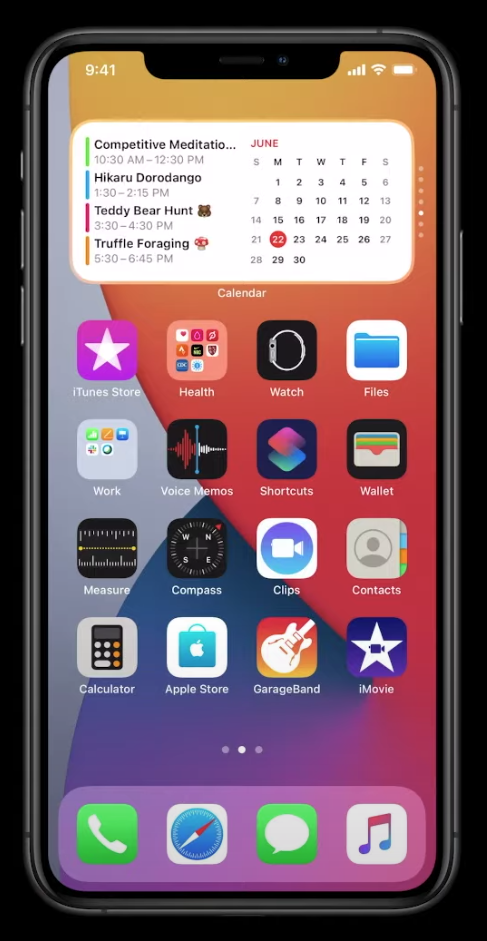 9:41
Competitive Meditatio...
10:30 AM – 12:30 PM
Hikaru Dorodango
1:30 – 2:15 PM
Teddy Bear Hunt 🧸
3:30 – 4:30 PM
Truffle Foraging 🍄
5:30 – 6:45 PM
JUNE
S M T W T F S
1 2 3 4 5 6
7 8 9 10 11 12 13
14 15 16 17 18 19 20
21 22 23 24 25 26 27
28 29 30
Calendar
iTunes Store Health Watch Files
Work Voice Memos Shortcuts Wallet
N
W
S
E
Measure Compass Clips Contacts
Calculator Apple Store GarageBand iMovie